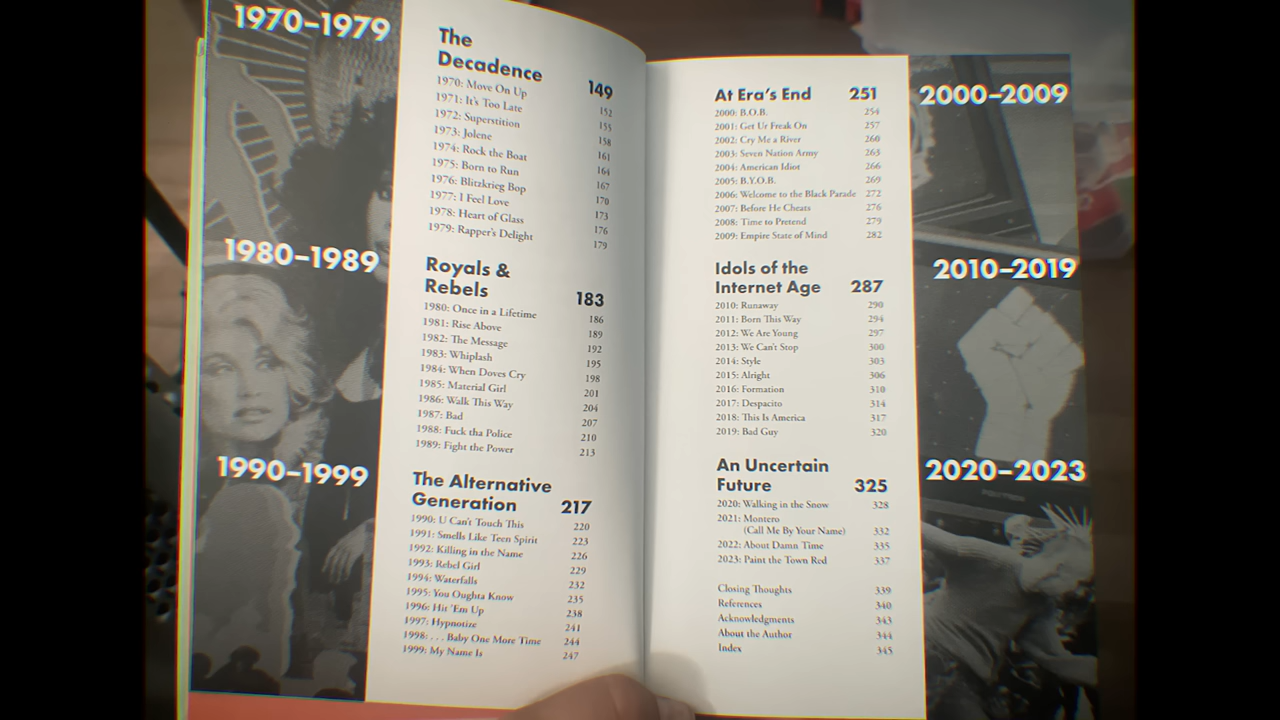 1970–1979
The
Decadence 149
1970: Move On Up 152
1971: It's Too Late 155
1972: Superstition 158
1973: Jolene 161
1974: Rock the Boat 164
1975: Born to Run 167
1976: Blitzkrieg Bop 170
1977: I Feel Love 173
1978: Heart of Glass 176
1979: Rapper's Delight 179
1980–1989
Royals &
Rebels 183
1980: Once in a Lifetime 186
1981: Rise Above 189
1982: The Message 192
1983: Whiplash 195
1984: When Doves Cry 198
1985: Material Girl 201
1986: Walk This Way 204
1987: Bad 207
1988: Fuck tha Police 210
1989: Fight the Power 213
1990–1999
The Alternative
Generation 217
1990: U Can't Touch This 220
1991: Smells Like Teen Spirit 223
1992: Killing in the Name 226
1993: Rebel Girl 229
1994: Waterfalls 232
1995: You Oughta Know 235
1996: Hit 'Em Up 238
1997: Hypnotize 241
1998: . . . Baby One More Time 244
1999: My Name Is 247
2000–2009
At Era's End 251
2000: B.O.B. 254
2001: Get Ur Freak On 257
2002: Cry Me a River 260
2003: Seven Nation Army 263
2004: American Idiot 266
2005: B.Y.O.B. 269
2006: Welcome to the Black Parade 272
2007: Before He Cheats 276
2008: Time to Pretend 279
2009: Empire State of Mind 282
2010–2019
Idols of the
Internet Age 287
2010: Runaway 290
2011: Born This Way 294
2012: We Are Young 297
2013: We Can't Stop 300
2014: Style 303
2015: Alright 306
2016: Formation 310
2017: Despacito 314
2018: This Is America 317
2019: Bad Guy 320
2020–2023
An Uncertain
Future 325
2020: Walking in the Snow 328
2021: Montero
(Call Me By Your Name) 332
2022: About Damn Time 335
2023: Paint the Town Red 337
Closing Thoughts 339
References 340
Acknowledgments 343
About the Author 344
Index 345